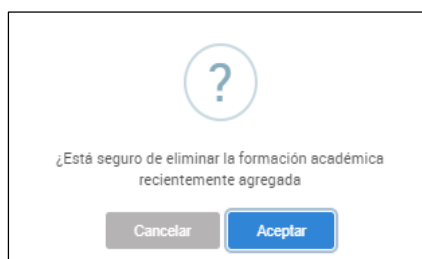 ?
¿Está seguro de eliminar la formación académica
recientemente agregada
Cancelar
Aceptar